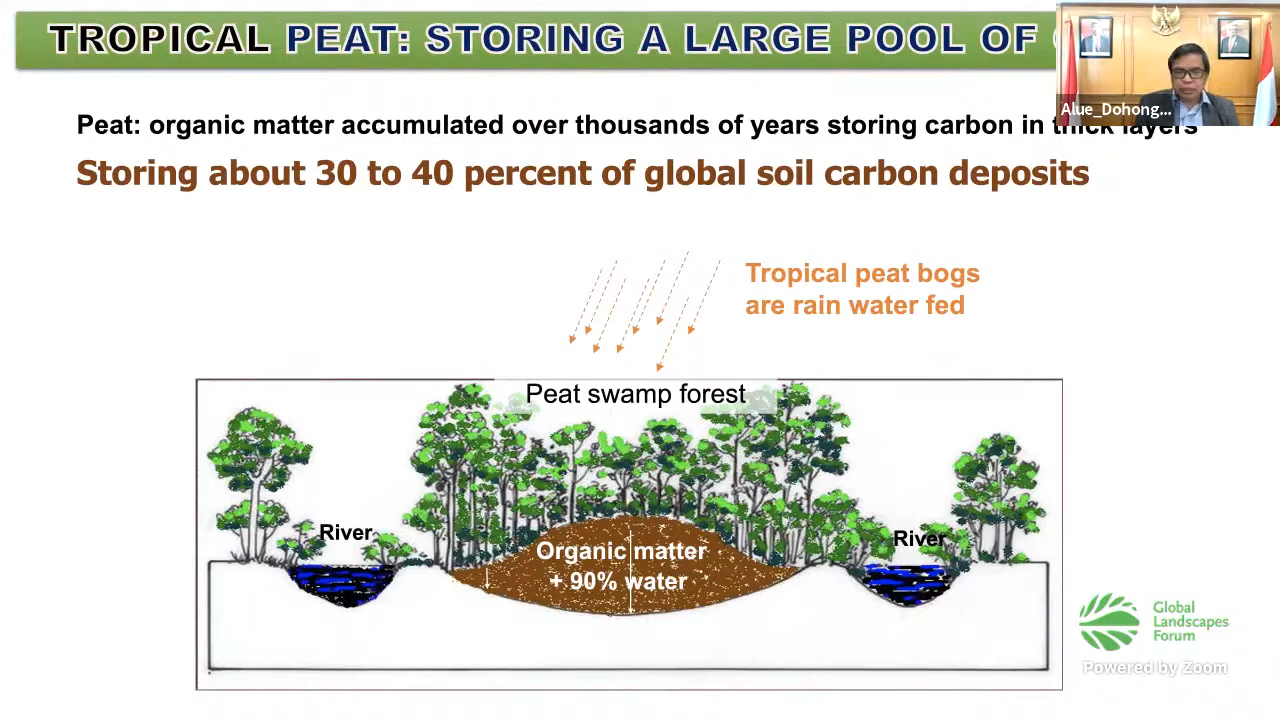 TROPICAL PEAT: STORING A LARGE POOL OF
Alue_Dohong...
Peat: organic matter accumulated over thousands of years storing carbon in thick layers
Storing about 30 to 40 percent of global soil carbon deposits
Tropical peat bogs
are rain water fed
Peat swamp forest
River
River
Organic matter
+ 90% water
Global
Landscapes
Forum
Powered by Zoom